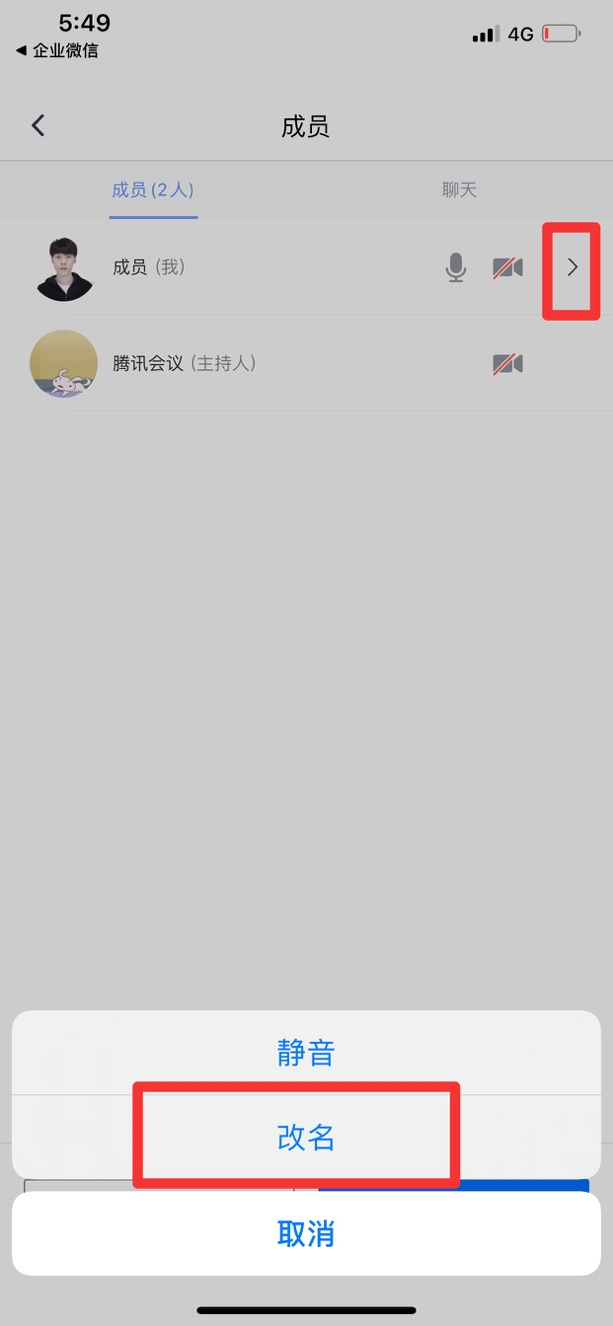 5:49
4G
◀ 企业微信
成员
成员(2人)
聊天
成员 (我)
腾讯会议 (主持人)
静音
改名
取消